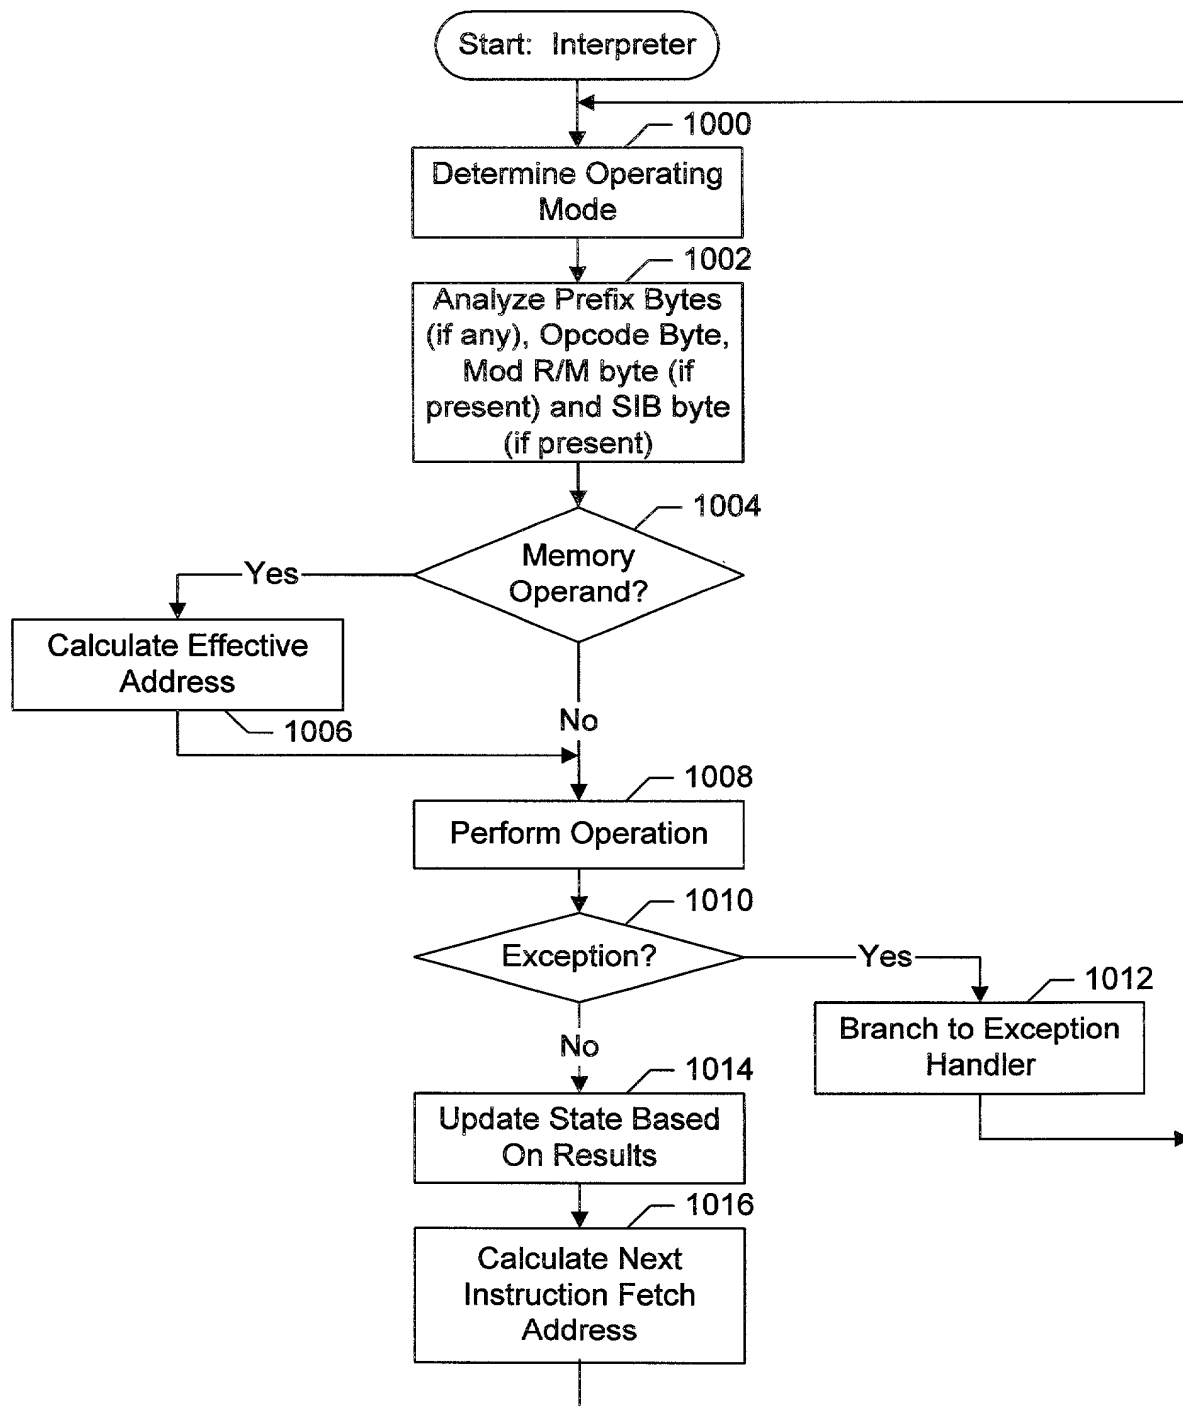 Start: Interpreter
1000
Determine Operating
Mode
1002
Analyze Prefix Bytes
(if any), Opcode Byte,
Mod R/M byte (if
present) and SIB byte
(if present)
1004
Memory
Operand?
Yes
Calculate Effective
Address
1006
No
1008
Perform Operation
1010
Exception?
Yes
1012
Branch to Exception
Handler
No
1014
Update State Based
On Results
1016
Calculate Next
Instruction Fetch
Address